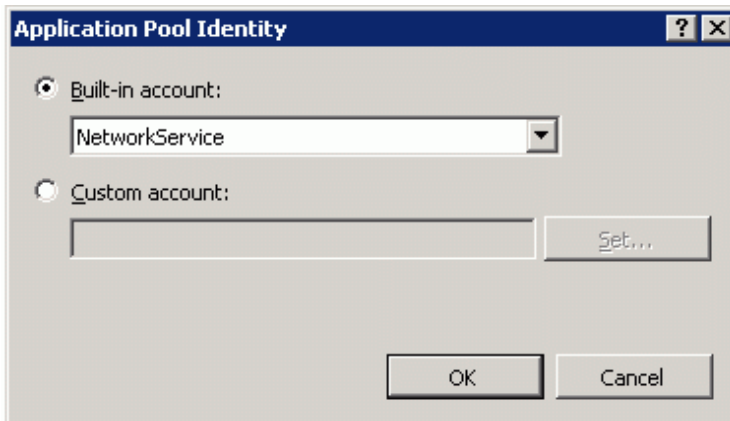 Application Pool Identity
Built-in account:
NetworkService
Custom account:
Set...
OK Cancel